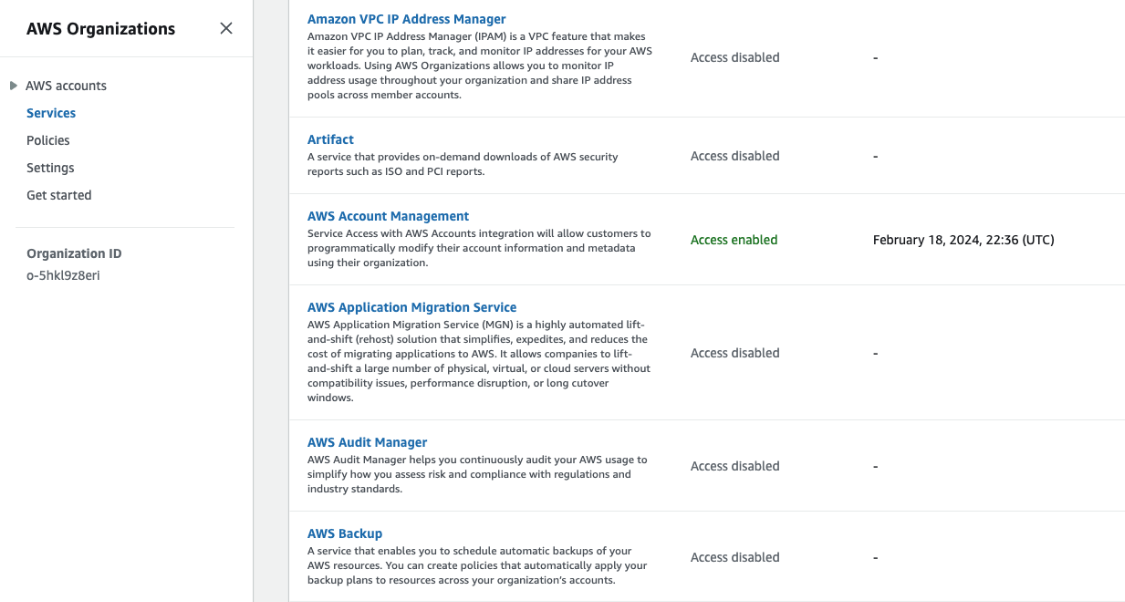 AWS Organizations
AWS accounts
Services
Policies
Settings
Get started
Organization ID
o-5hkl9z8eri
Amazon VPC IP Address Manager
Amazon VPC IP Address Manager (IPAM) is a VPC feature that makes
it easier for you to plan, track, and monitor IP addresses for your AWS
workloads. Using AWS Organizations allows you to monitor IP
address usage throughout your organization and share IP address
pools across member accounts.
Access disabled
-
Artifact
A service that provides on-demand downloads of AWS security
reports such as ISO and PCI reports.
Access disabled
-
AWS Account Management
Service Access with AWS Accounts integration will allow customers to
programmatically modify their account information and metadata
using their organization.
Access enabled
February 18, 2024, 22:36 (UTC)
AWS Application Migration Service
AWS Application Migration Service (MGN) is a highly automated lift-
and-shift (rehost) solution that simplifies, expedites, and reduces the
cost of migrating applications to AWS. It allows companies to lift-
and-shift a large number of physical, virtual, or cloud servers without
compatibility issues, performance disruption, or long cutover
windows.
Access disabled
-
AWS Audit Manager
AWS Audit Manager helps you continuously audit your AWS usage to
simplify how you assess risk and compliance with regulations and
industry standards.
Access disabled
-
AWS Backup
A service that enables you to schedule automatic backups of your
AWS resources. You can create policies that automatically apply your
backup plans to resources across your organization's accounts.
Access disabled
-